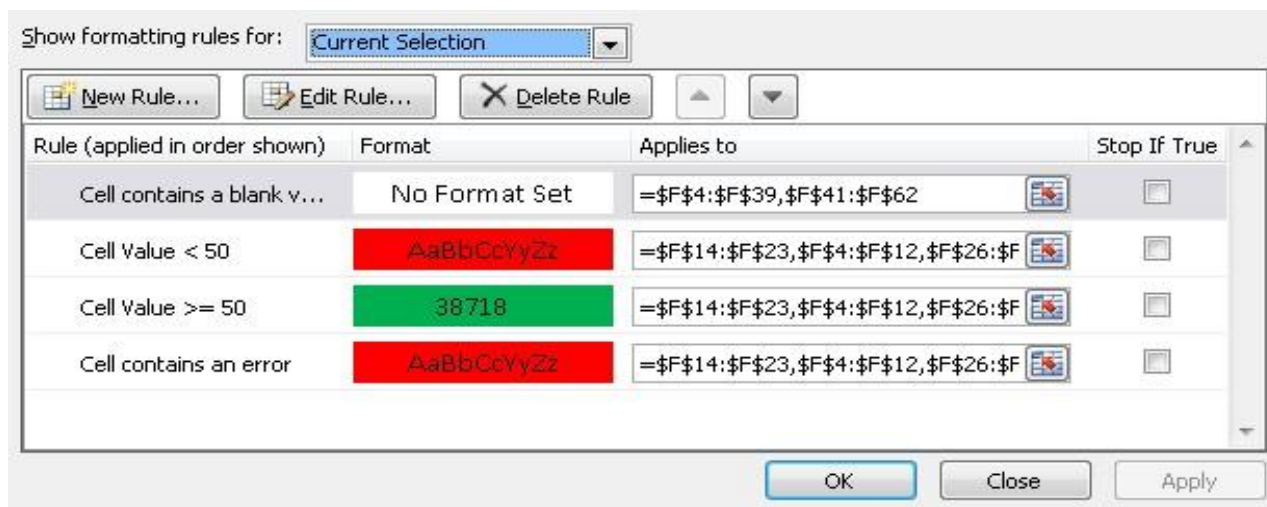 Show formatting rules for: Current Selection
New Rule... Edit Rule... Delete Rule
Rule (applied in order shown) Format Applies to Stop If True
Cell contains a blank v... No Format Set =$F$4:$F$39,$F$41:$F$62
Cell Value < 50 AaBbCcYyZz =$F$14:$F$23,$F$4:$F$12,$F$26:$F
Cell Value >= 50 38718 =$F$14:$F$23,$F$4:$F$12,$F$26:$F
Cell contains an error AaBbCcYyZz =$F$14:$F$23,$F$4:$F$12,$F$26:$F
OK Close Apply